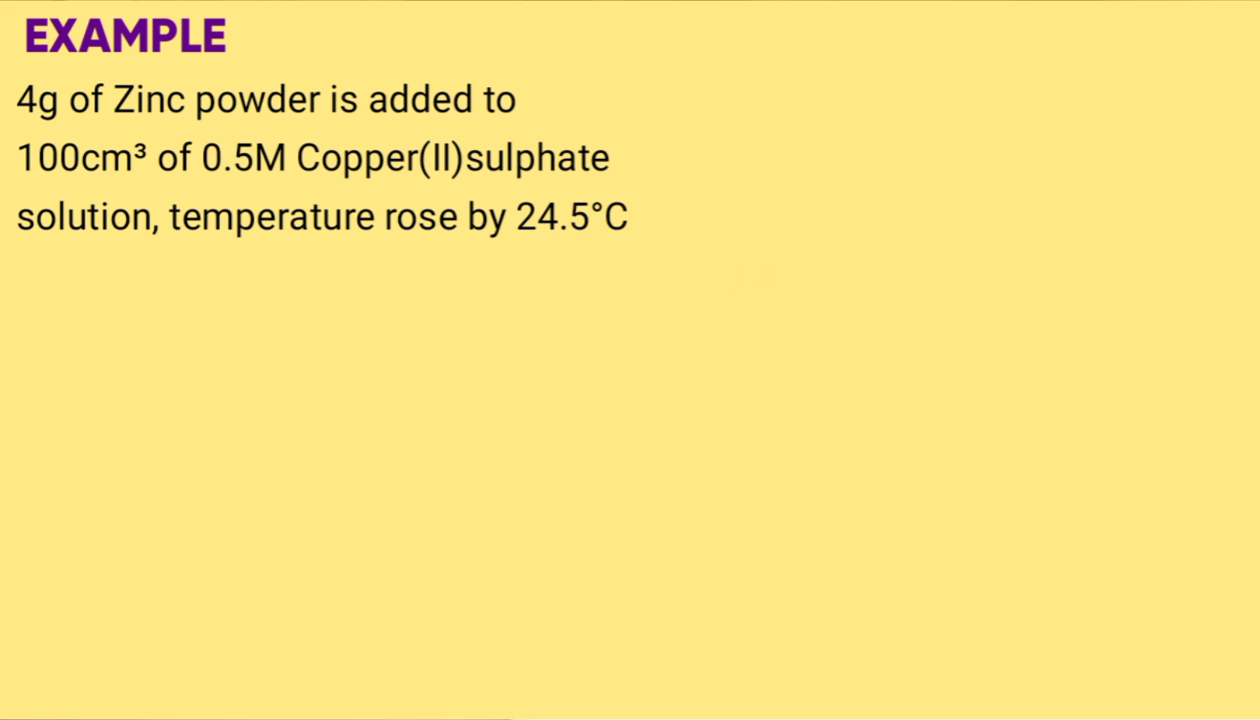 EXAMPLE
4g of Zinc powder is added to
100cm³ of 0.5M Copper(II)sulphate
solution, temperature rose by 24.5°C